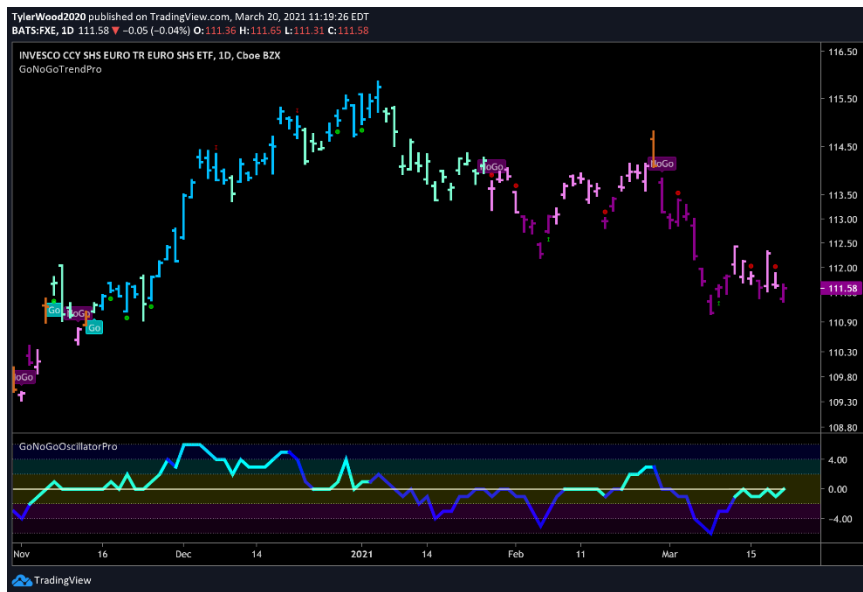 TylerWood2020 published on TradingView.com, March 20, 2021 11:19:26 EDT
BATS:FXE, 1D 111.58 ▼ −0.05 (−0.04%) O:111.36 H:111.65 L:111.31 C:111.58
INVESCO CCY SHS EURO TR EURO SHS ETF, 1D, Cboe BZX
GoNoGoTrendPro
116.50
115.50
114.50
NoGo
NoGo
113.50
113.00
112.50
112.00
111.58
Go
NoGo
Go
110.90
110.30
NoGo
109.80
109.30
108.80
GoNoGoOscillatorPro
4.00
0.00
−4.00
Nov 16 Dec 14 2021 14 Feb 11 Mar 15
TradingView